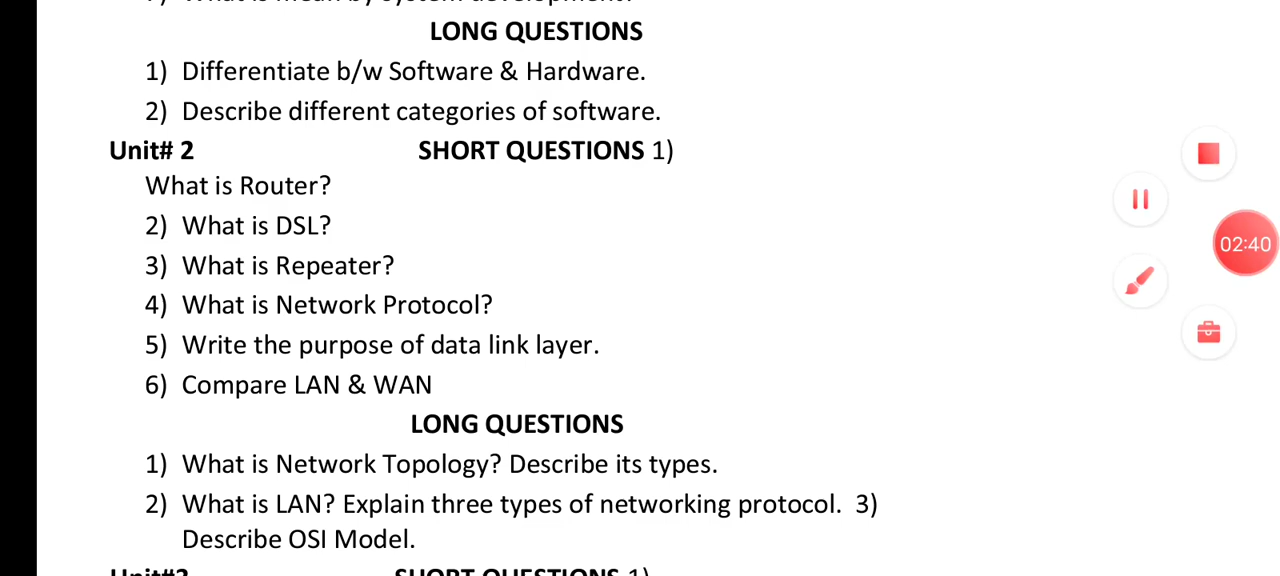 LONG QUESTIONS
1) Differentiate b/w Software & Hardware.
2) Describe different categories of software.
Unit# 2 SHORT QUESTIONS 1)
What is Router?
2) What is DSL?
3) What is Repeater?
4) What is Network Protocol?
5) Write the purpose of data link layer.
6) Compare LAN & WAN
LONG QUESTIONS
1) What is Network Topology? Describe its types.
2) What is LAN? Explain three types of networking protocol. 3)
Describe OSI Model.
02:40